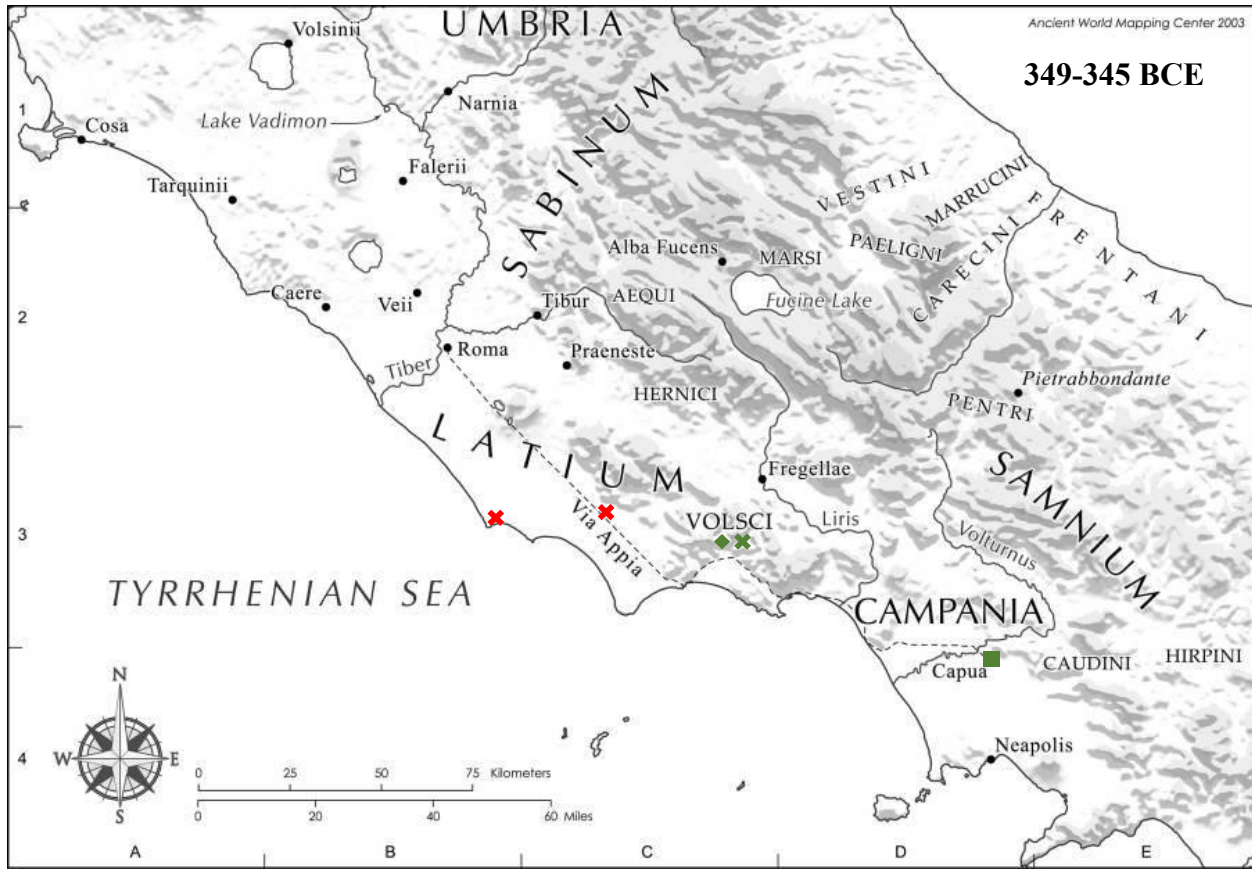 Ancient World Mapping Center 2003
349-345 BCE
UMBRIA
Volsinii
Narnia
Lake Vadimon
Cosa
1
Falerii
Tarquinii
SABINUM
VESTINI
MARRUCINI
FRENTANI
PAELIGNI
CARECINI
Alba Fucens
MARSI
Fucine Lake
AEQUI
Caere
Veii
Tibur
2
Tiber
Roma
Praeneste
HERNICI
Pietrabbondante
PENTRI
LATIUM
SAMNIUM
Fregellae
Via Appia
VOLSCI
Liris
Volturnus
3
TYRRHENIAN SEA
CAMPANIA
Capua
CAUDINI
HIRPINI
N
W
E
S
4
Neapolis
0 25 50 75 Kilometers
0 20 40 60 Miles
A B C D E